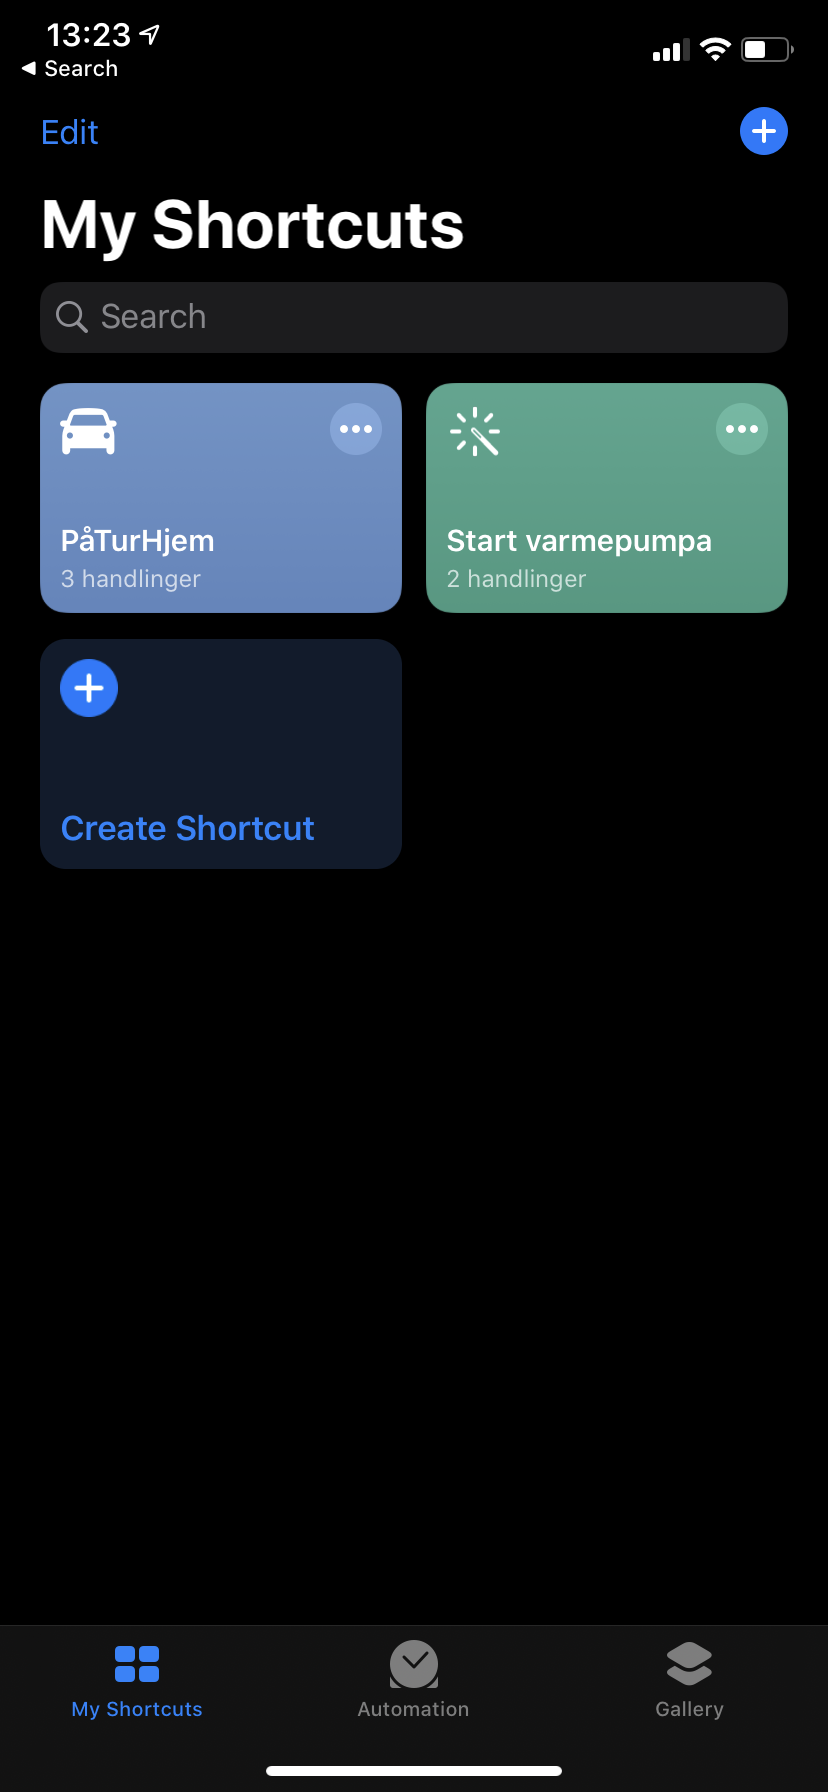 13:23
Search
Edit
My Shortcuts
Search
PåTurHjem
3 handlinger
Start varmepumpa
2 handlinger
Create Shortcut
My Shortcuts
Automation
Gallery